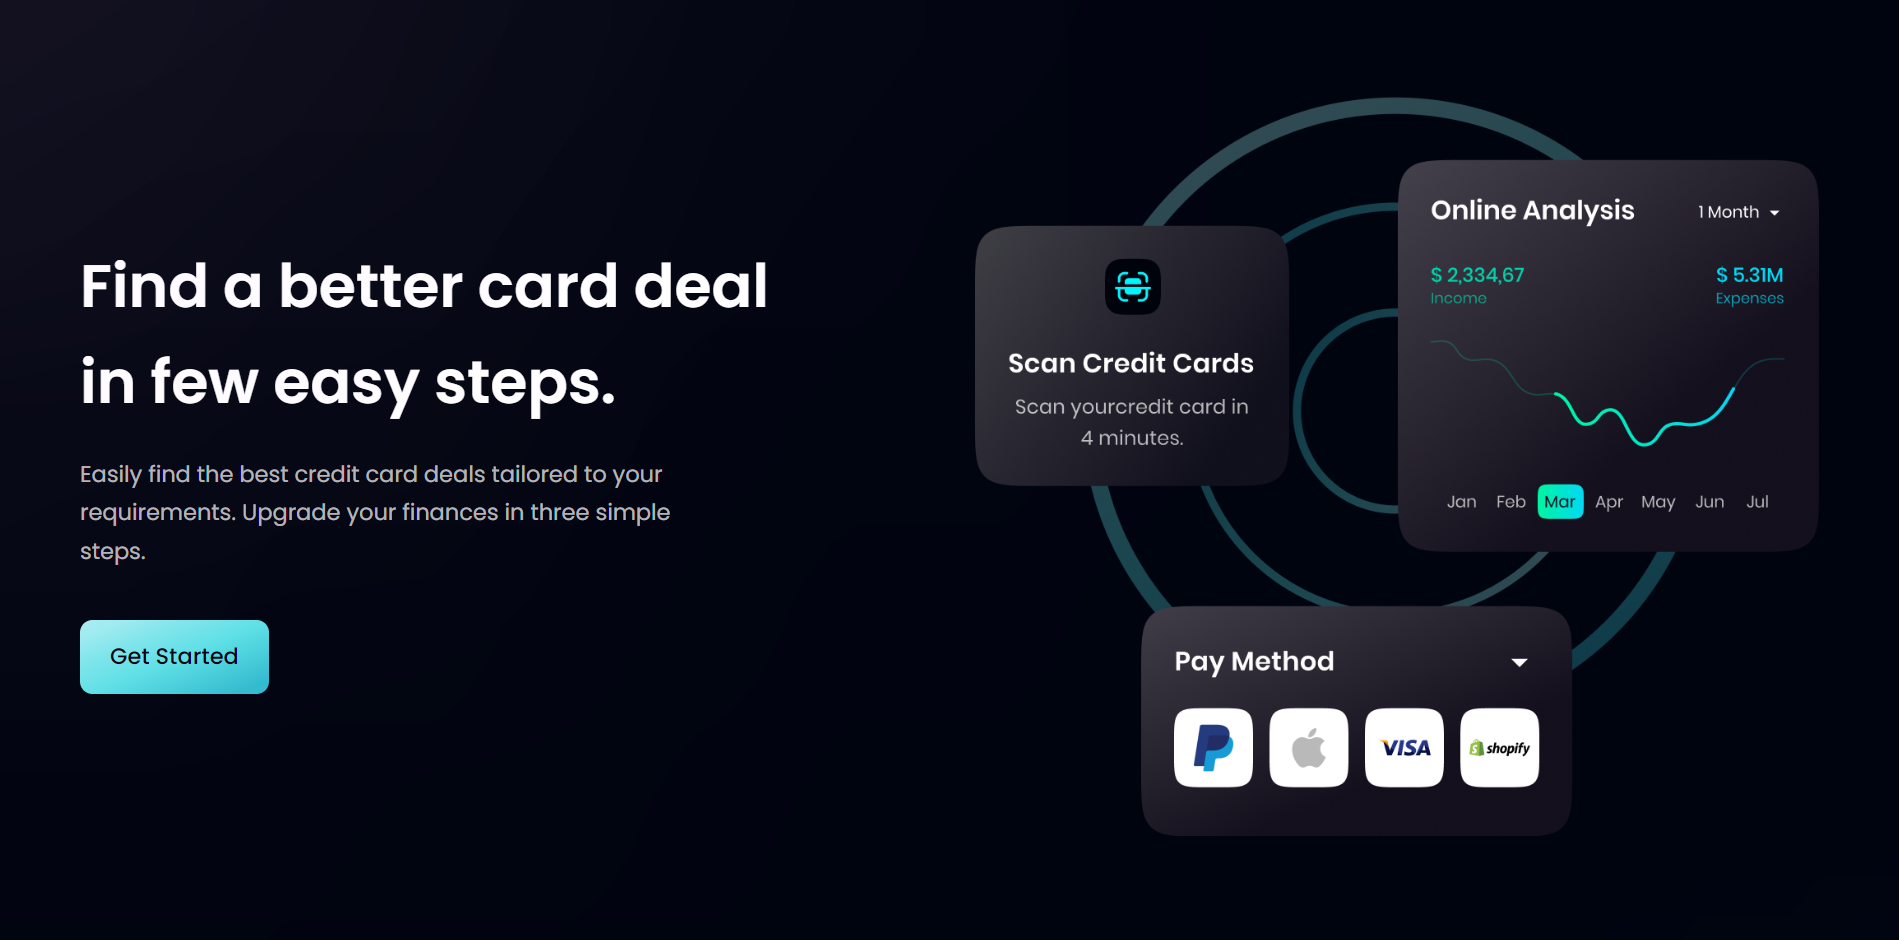 Find a better card deal
in few easy steps.
Easily find the best credit card deals tailored to your
requirements. Upgrade your finances in three simple
steps.
Get Started
Scan Credit Cards
Scan yourcredit card in
4 minutes.
Online Analysis
1 Month
$ 2,334,67
$ 5.31M
Income
Expenses
Jan Feb Mar Apr May Jun Jul
Pay Method
VISA
shopify